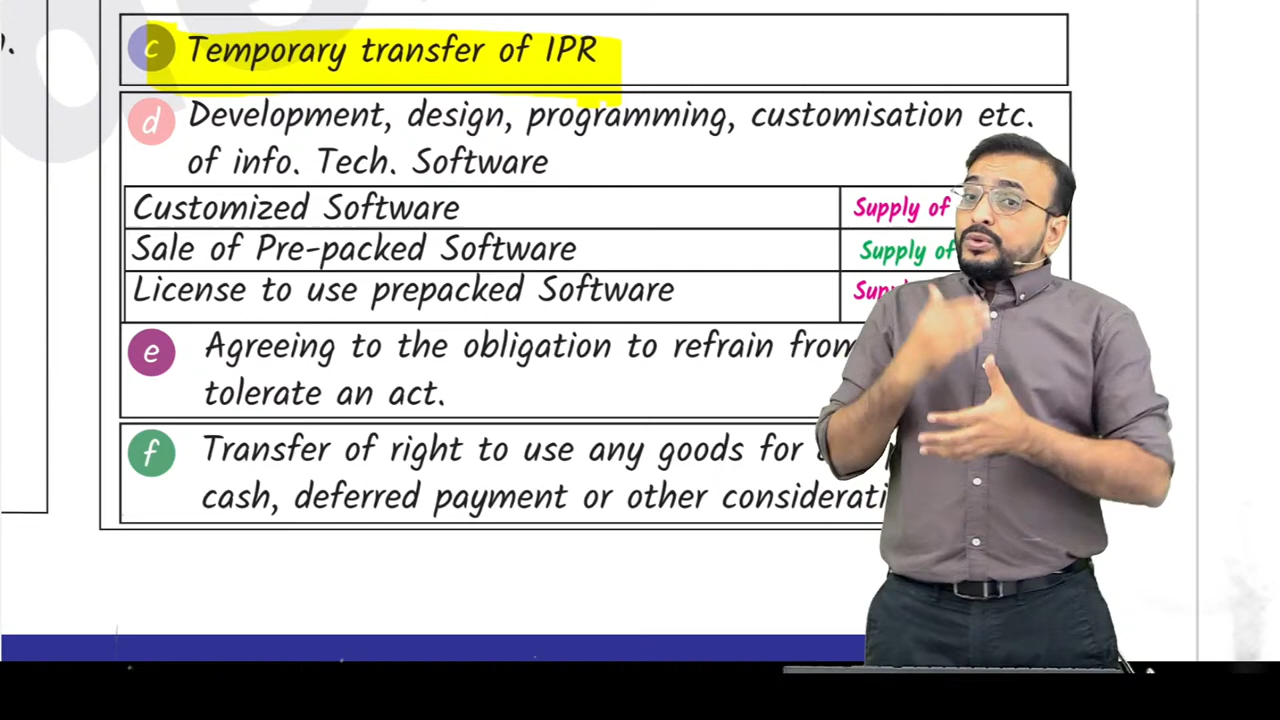 c Temporary transfer of IPR
d Development, design, programming, customisation etc.
of info. Tech. Software
Customized Software Supply of
Sale of Pre-packed Software Supply of
License to use prepacked Software
e Agreeing to the obligation to refrain from
tolerate an act.
f Transfer of right to use any goods for
cash, deferred payment or other